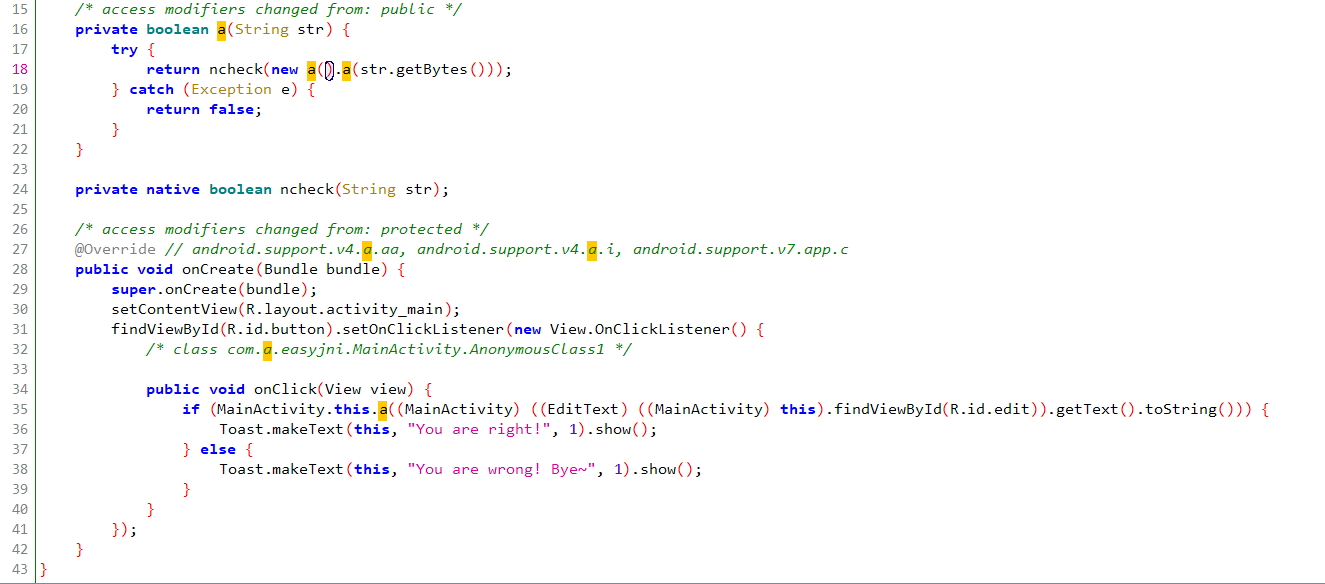 15 /* access modifiers changed from: public */
16 private boolean a(String str) {
17 try {
18 return ncheck(new a().a(str.getBytes()));
19 } catch (Exception e) {
20 return false;
21 }
22 }
23
24 private native boolean ncheck(String str);
25
26 /* access modifiers changed from: protected */
27 @Override // android.support.v4.a.aa, android.support.v4.a.i, android.support.v7.app.c
28 public void onCreate(Bundle bundle) {
29 super.onCreate(bundle);
30 setContentView(R.layout.activity_main);
31 findViewById(R.id.button).setOnClickListener(new View.OnClickListener() {
32 /* class com.a.easyjni.MainActivity.AnonymousClass1 */
33
34 public void onClick(View view) {
35 if (MainActivity.this.a((MainActivity) ((EditText) ((MainActivity) this).findViewById(R.id.edit)).getText().toString())) {
36 Toast.makeText(this, "You are right!", 1).show();
37 } else {
38 Toast.makeText(this, "You are wrong! Bye~", 1).show();
39 }
40 }
41 });
42 }
43 }